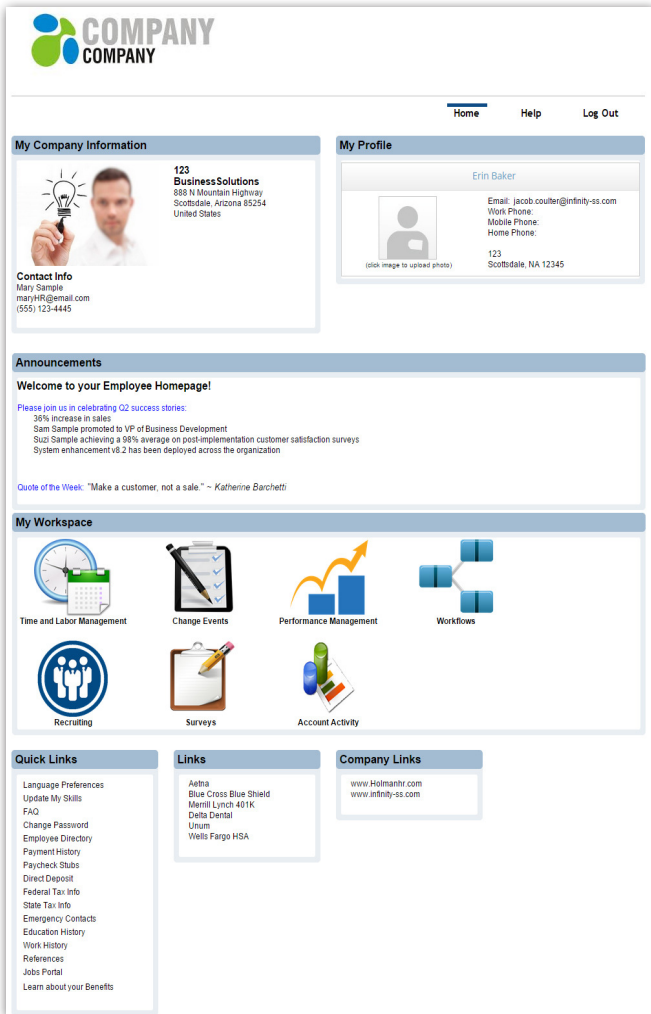 COMPANY
COMPANY
Home
Help
Log Out
My Company Information
123
BusinessSolutions
888 N Mountain Highway
Scottsdale, Arizona 85254
United States
Contact Info
Mary Sample
maryHR@email.com
(555) 123-4445
My Profile
Erin Baker
Email: jacob.coulter@infinity-ss.com
Work Phone:
Mobile Phone:
Home Phone:
123
Scottsdale, NA 12345
(click image to upload photo)
Announcements
Welcome to your Employee Homepage!
Please join us in celebrating Q2 success stories:
36% increase in sales
Sam Sample promoted to VP of Business Development
Suzi Sample achieving a 98% average on post-implementation customer satisfaction surveys
System enhancement v8.2 has been deployed across the organization
Quote of the Week: "Make a customer, not a sale." ~ Katherine Barchetti
My Workspace
Time and Labor Management
Change Events
Performance Management
Workflows
Recruiting
Surveys
Account Activity
Quick Links
Language Preferences
Update My Skills
FAQ
Change Password
Employee Directory
Payment History
Paycheck Stubs
Direct Deposit
Federal Tax Info
State Tax Info
Emergency Contacts
Education History
Work History
References
Jobs Portal
Learn about your Benefits
Links
Aetna
Blue Cross Blue Shield
Merrill Lynch 401K
Delta Dental
Unum
Wells Fargo HSA
Company Links
www.Holmanhr.com
www.infinity-ss.com